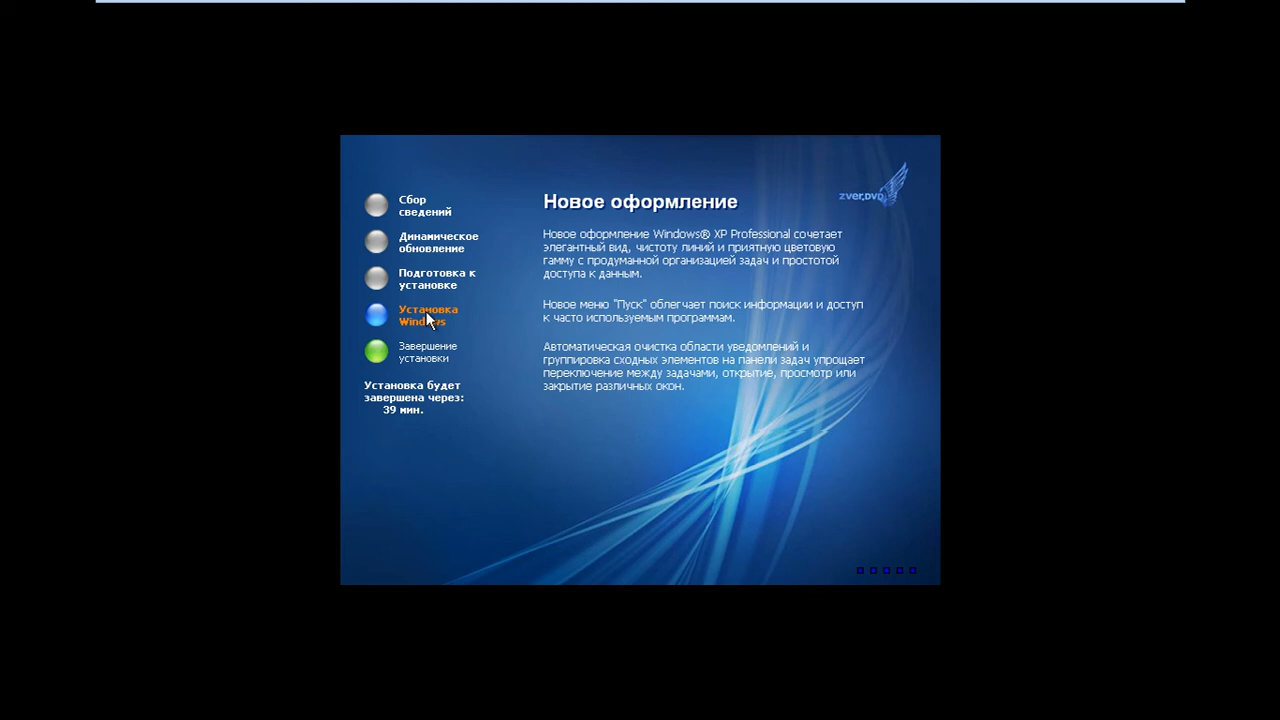 Сбор
сведений
Динамическое
обновление
Подготовка к
установке
Установка
Windows
Завершение
установки
Установка будет
завершена через:
39 мин.
zver.DVD
Новое оформление
Новое оформление Windows® XP Professional сочетает
элегантный вид, чистоту линий и приятную цветовую
гамму с продуманной организацией задач и простотой
доступа к данным.
Новое меню "Пуск" облегчает поиск информации и доступ
к часто используемым программам.
Автоматическая очистка области уведомлений и
группировка сходных элементов на панели задач упрощает
переключение между задачами, открытие, просмотр или
закрытие различных окон.